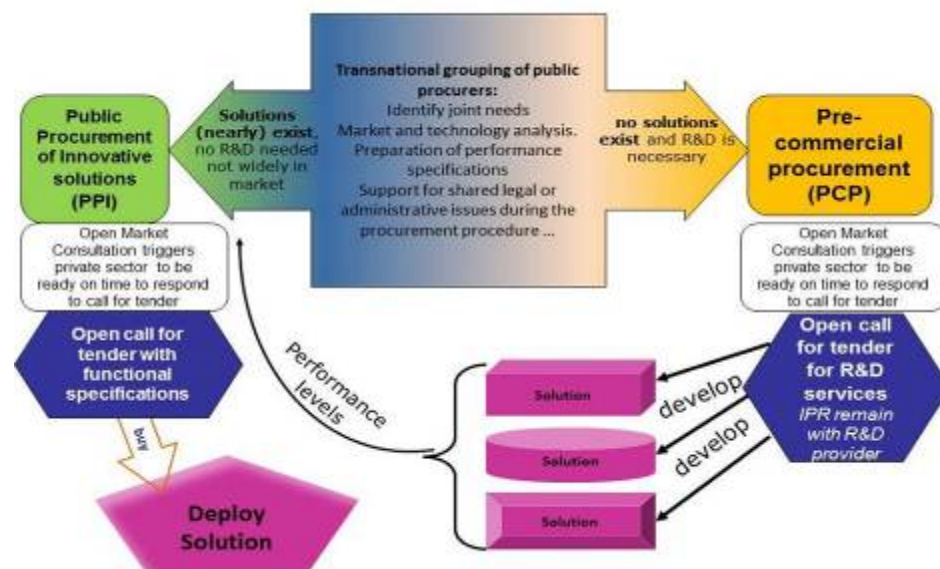 Transnational grouping of public
procurers:
Identify joint needs
Market and technology analysis.
Preparation of performance
specifications
Support for shared legal or
administrative issues during the
procurement procedure ...
Public
Procurement
of Innovative
solutions
(PPI)
Solutions
(nearly) exist,
no R&D needed
not widely in
market
no solutions
exist and R&D is
necessary
Pre-
commercial
procurement
(PCP)
Open Market
Consultation triggers
private sector to be
ready on time to respond
to call for tender
Open Market
Consultation triggers
private sector to be
ready on time to respond
to call for tender
Open call for
tender with
functional
specifications
Open call
for tender
for R&D
services
IPR remain
with R&D
provider
Performance
levels
Solution
Solution
Solution
develop
develop
buy
Deploy
Solution